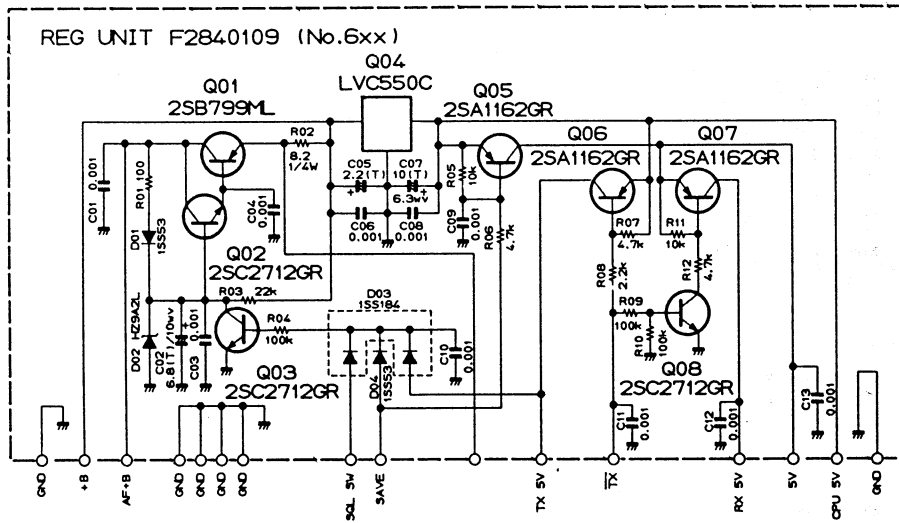 REG UNIT F2840109 (No.6xx)
Q01
2SB799ML
Q04
LVC550C
Q05
2SA1162GR
Q06
2SA1162GR
Q07
2SA1162GR
C01
0.001
R01 100
R02
8.2
1/4W
C05
2.2(T)
+
C07
10(T)
+
6.3wv
C06
0.001
C08
0.001
R05
10k
C09
0.001
R06
4.7k
R07
4.7k
R11
10k
R08
2.2k
R12
4.7k
C04
0.001
D01
1SS53
Q02
2SC2712GR
R03 22k
D02 HZ9A2L
C02
6.8(T)/10wv
+
C03
0.001
R04
100k
D03
1SS184
D04
1SS53
C10
0.001
R09
100k
R10
100k
Q03
2SC2712GR
Q08
2SC2712GR
C11
0.001
C12
0.001
C13
0.001
GND
+B
AF+B
GND
GND
GND
GND
SQL SW
SAVE
TX 5V
TX
RX 5V
5V
CPU 5V
GND